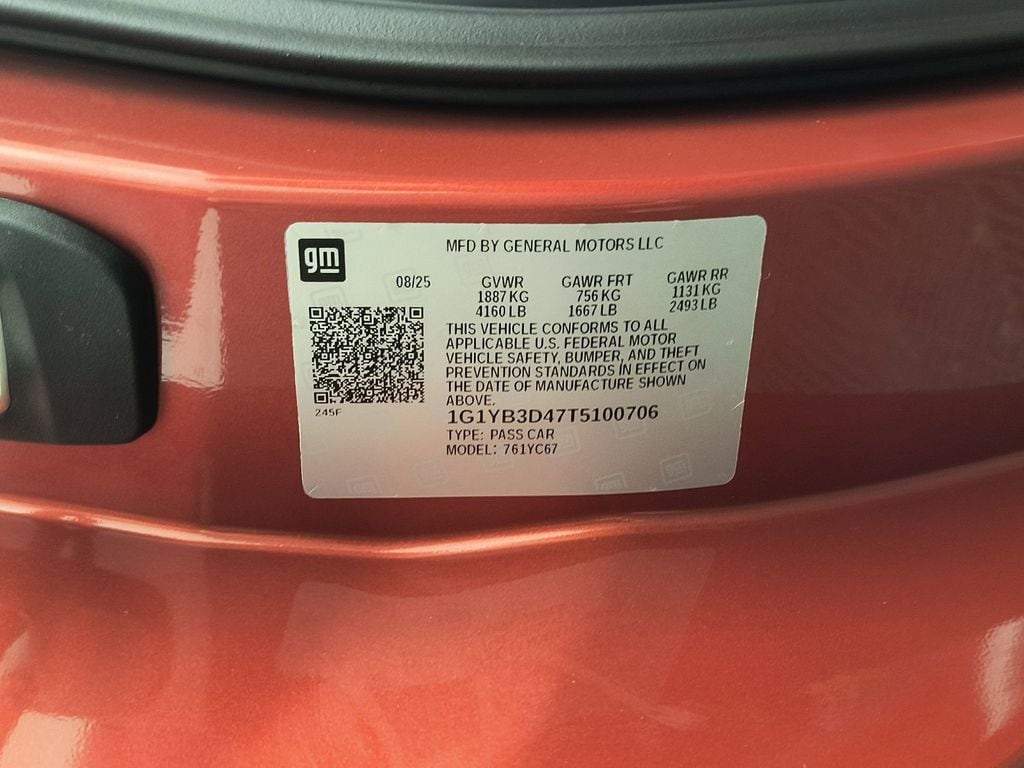 gm
MFD BY GENERAL MOTORS LLC
08/25 GVWR GAWR FRT GAWR RR
1887 KG 756 KG 1131 KG
4160 LB 1667 LB 2493 LB
THIS VEHICLE CONFORMS TO ALL
APPLICABLE U.S. FEDERAL MOTOR
VEHICLE SAFETY, BUMPER, AND THEFT
PREVENTION STANDARDS IN EFFECT ON
THE DATE OF MANUFACTURE SHOWN
ABOVE.
245F
1G1YB3D47T5100706
TYPE: PASS CAR
MODEL: 761YC67
gm